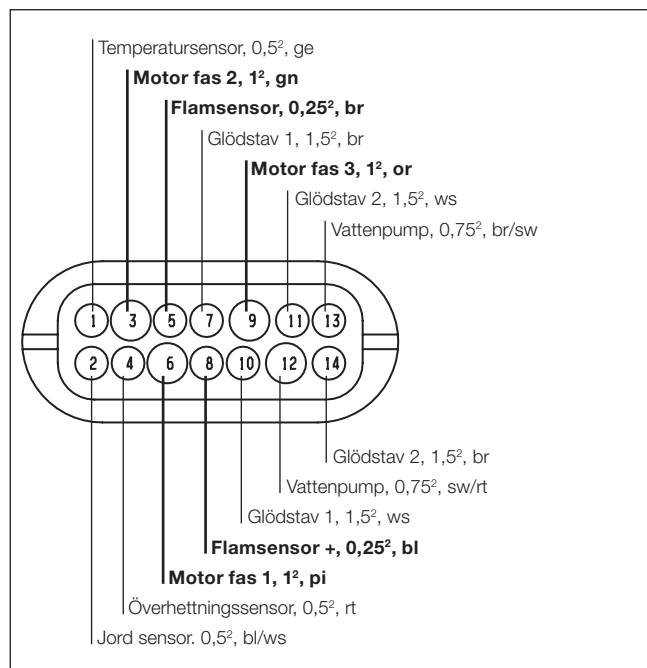 Temperatursensor, 0,5², ge
Motor fas 2, 1², gn
Flamsensor, 0,25², br
Glödstav 1, 1,5², br
Motor fas 3, 1², or
Glödstav 2, 1,5², ws
Vattenpump, 0,75², br/sw
1 3 5 7 9 11 13
2 4 6 8 10 12 14
Glödstav 2, 1,5², br
Vattenpump, 0,75², sw/rt
Glödstav 1, 1,5², ws
Flamsensor +, 0,25², bl
Motor fas 1, 1², pi
Överhettningssensor, 0,5², rt
Jord sensor. 0,5², bl/ws